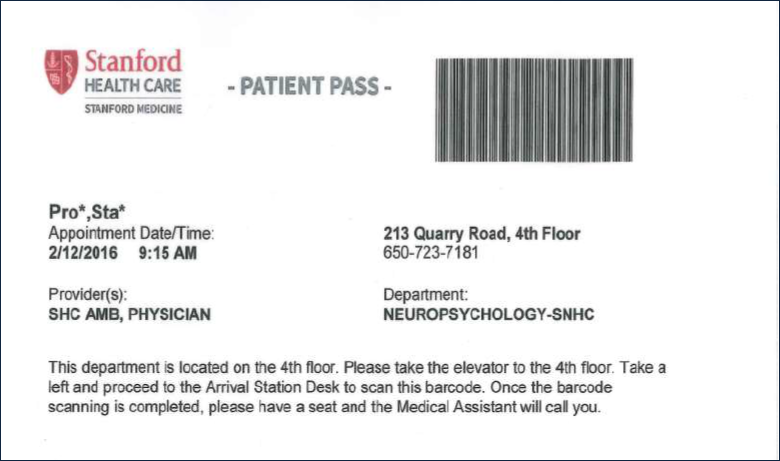 Stanford
HEALTH CARE
STANFORD MEDICINE
- PATIENT PASS -
Pro*,Sta*
Appointment Date/Time:
2/12/2016 9:15 AM
213 Quarry Road, 4th Floor
650-723-7181
Provider(s):
SHC AMB, PHYSICIAN
Department:
NEUROPSYCHOLOGY-SNHC
This department is located on the 4th floor. Please take the elevator to the 4th floor. Take a
left and proceed to the Arrival Station Desk to scan this barcode. Once the barcode
scanning is completed, please have a seat and the Medical Assistant will call you.